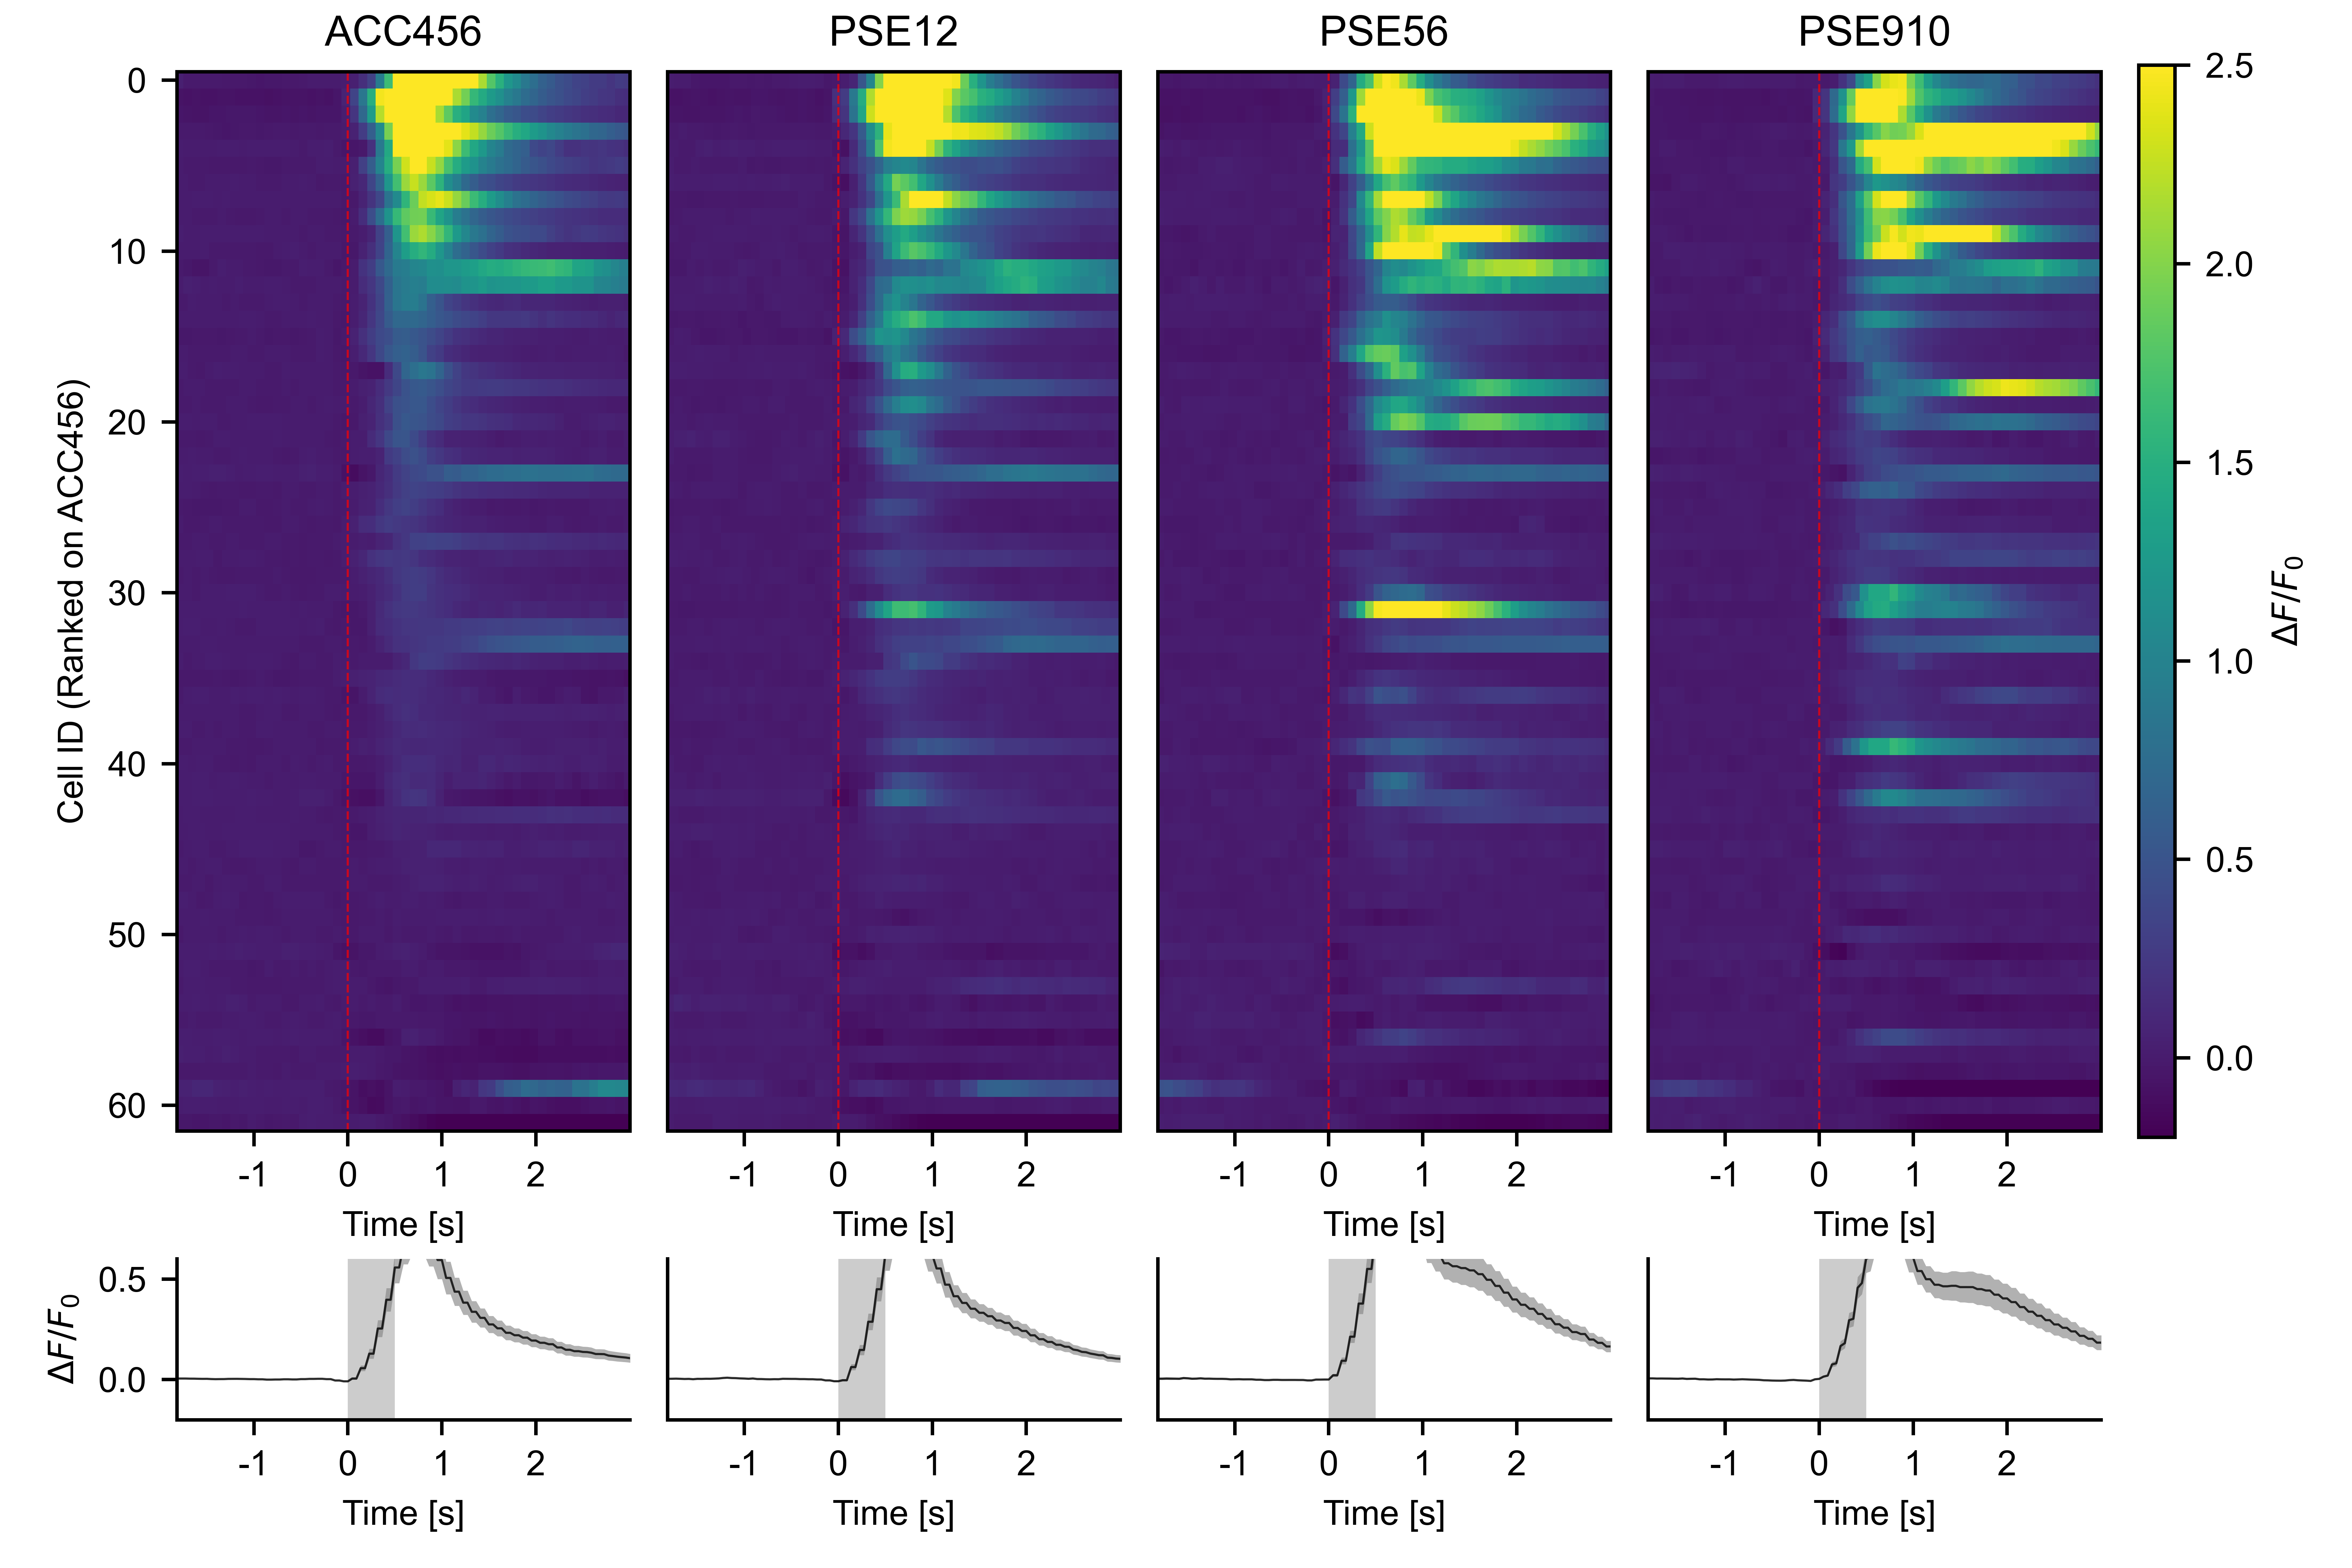 ACC456 PSE12 PSE56 PSE910
Cell ID (Ranked on ACC456)
0
10
20
30
40
50
60
2.5
2.0
1.5
1.0
0.5
0.0
ΔF/F0
-1 0 1 2 -1 0 1 2 -1 0 1 2 -1 0 1 2
Time [s] Time [s] Time [s] Time [s]
ΔF/F0
0.5
0.0
-1 0 1 2 -1 0 1 2 -1 0 1 2 -1 0 1 2
Time [s] Time [s] Time [s] Time [s]